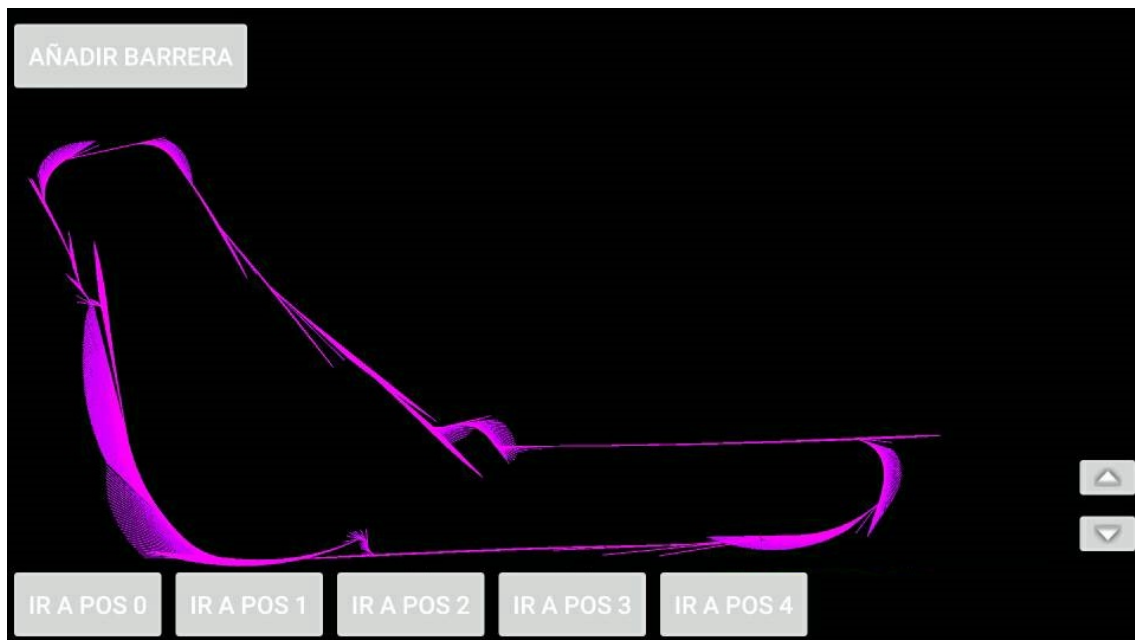 AÑADIR BARRERA
IR A POS 0
IR A POS 1
IR A POS 2
IR A POS 3
IR A POS 4